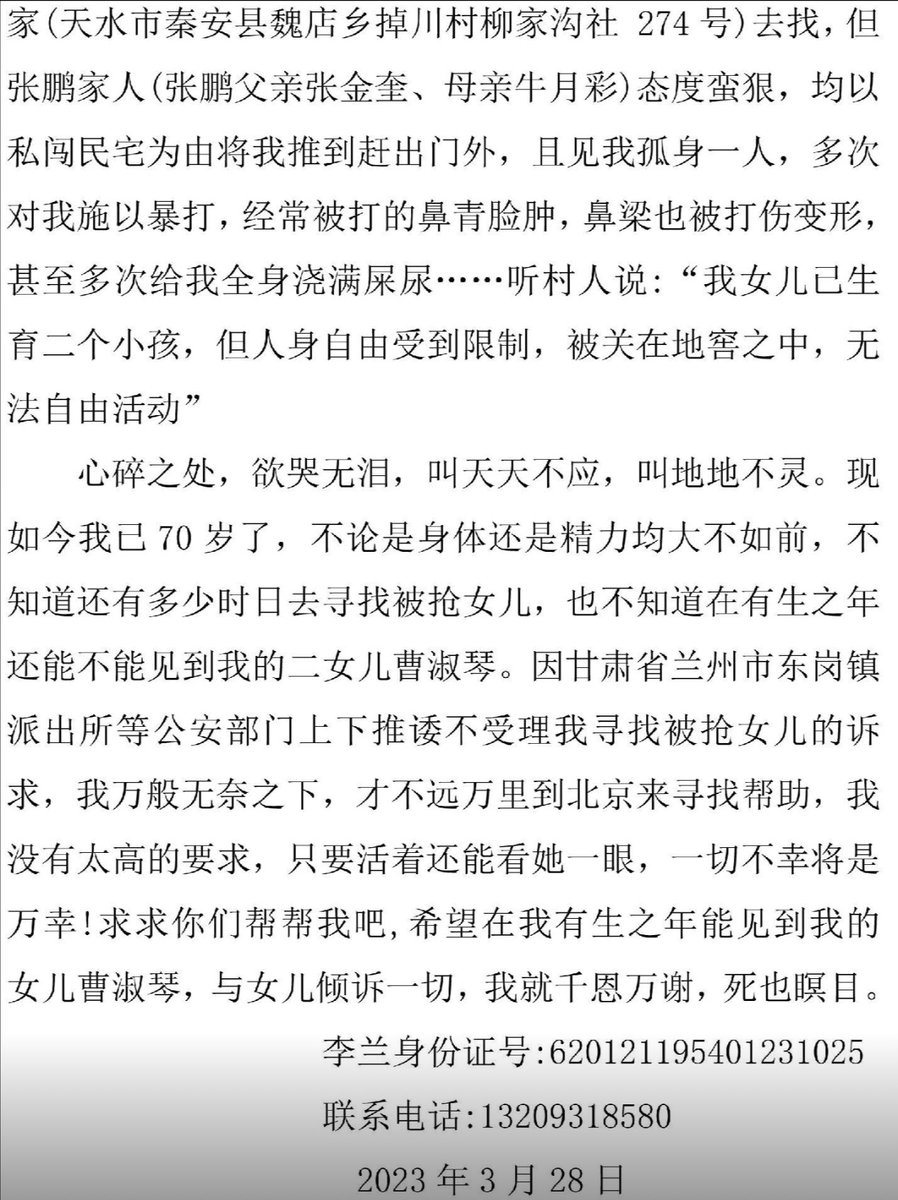 家(天水市秦安县魏店乡掉川村柳家沟社 274 号)去找,但
张鹏家人(张鹏父亲张金奎、母亲牛月彩)态度蛮狠，均以
私闯民宅为由将我推到赶出门外，且见我孤身一人，多次
对我施以暴打，经常被打的鼻青脸肿，鼻梁也被打伤变形，
甚至多次给我全身浇满屎尿……听村人说:“我女儿已生
育二个小孩，但人身自由受到限制，被关在地窖之中，无
法自由活动”
心碎之处，欲哭无泪，叫天天不应，叫地地不灵。现
如今我已 70 岁了，不论是身体还是精力均大不如前，不
知道还有多少时日去寻找被抢女儿，也不知道在有生之年
还能不能见到我的二女儿曹淑琴。因甘肃省兰州市东岗镇
派出所等公安部门上下推诿不受理我寻找被抢女儿的诉
求，我万般无奈之下，才不远万里到北京来寻找帮助，我
没有太高的要求，只要活着还能看她一眼，一切不幸将是
万幸!求求你们帮帮我吧,希望在我有生之年能见到我的
女儿曹淑琴，与女儿倾诉一切，我就千恩万谢，死也瞑目。
李兰身份证号:620121195401231025
联系电话:13209318580
2023 年 3 月 28 日